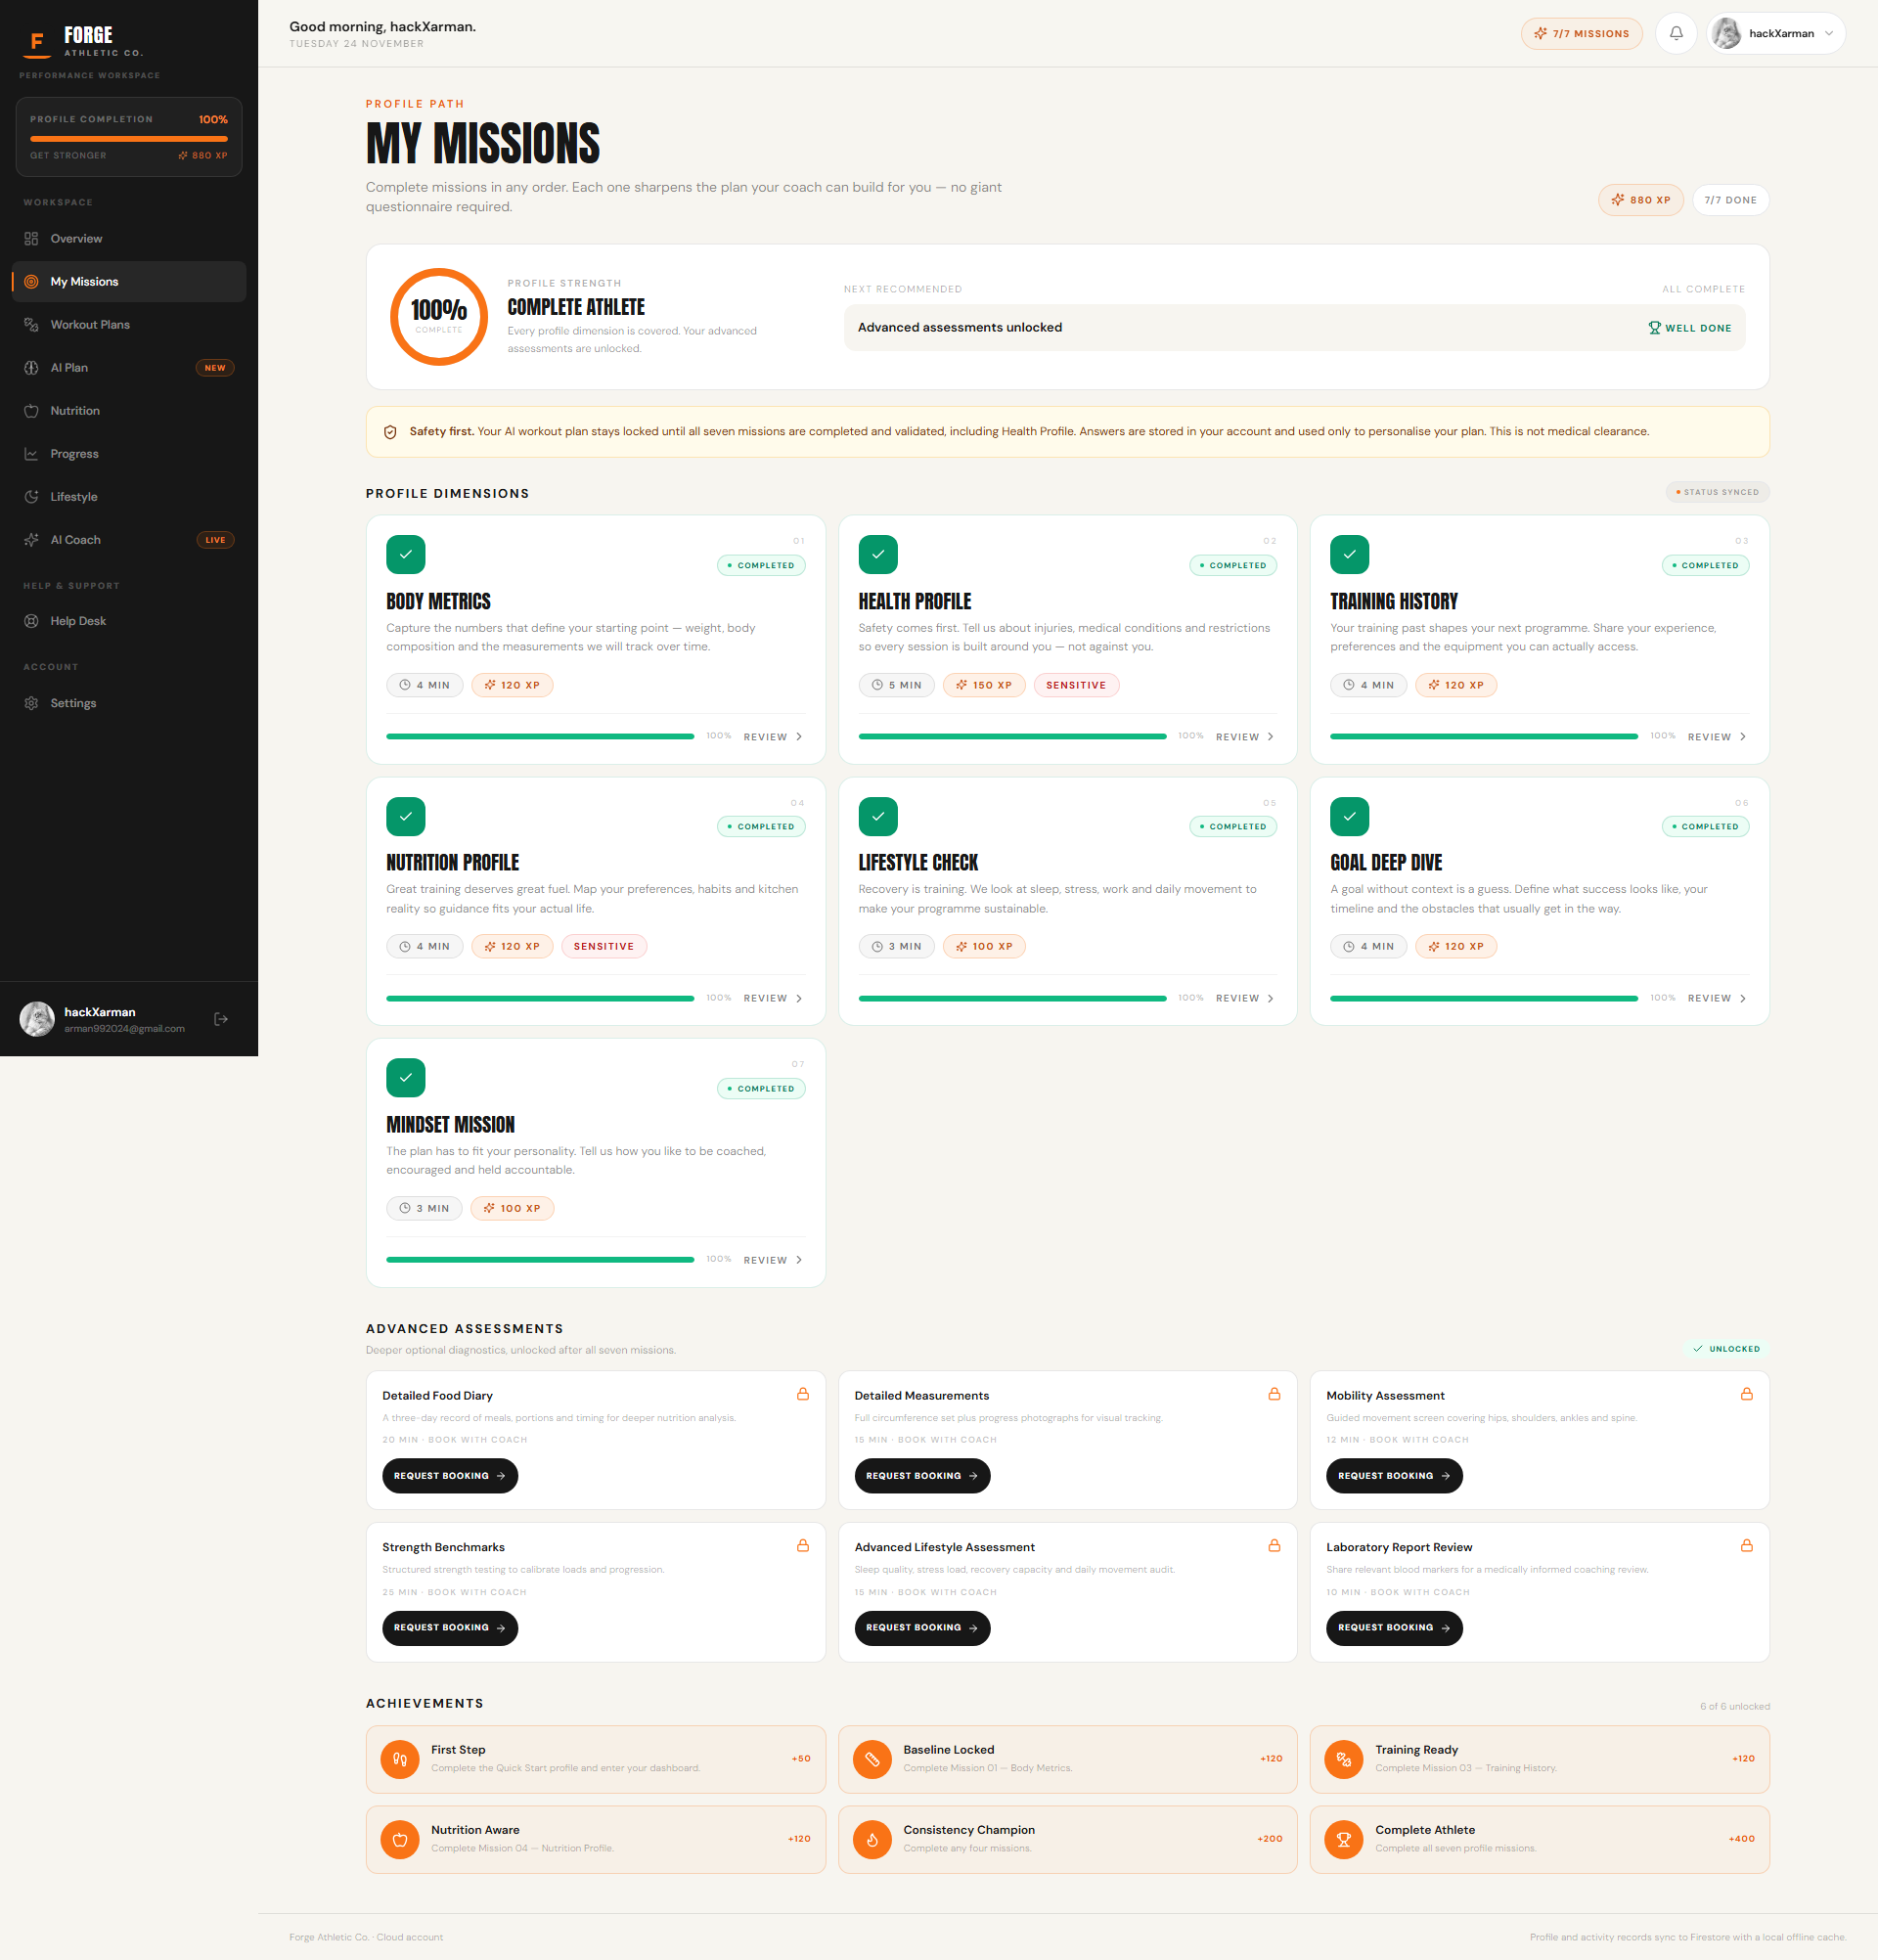 F
FORGE
ATHLETIC CO.
PERFORMANCE WORKSPACE
PROFILE COMPLETION 100%
GET STRONGER 880 XP
WORKSPACE
Overview
My Missions
Workout Plans
AI Plan NEW
Nutrition
Progress
Lifestyle
AI Coach LIVE
HELP & SUPPORT
Help Desk
ACCOUNT
Settings
hackXarman
arman992024@gmail.com
Good morning, hackXarman.
TUESDAY 24 NOVEMBER
7/7 MISSIONS
hackXarman
PROFILE PATH
MY MISSIONS
Complete missions in any order. Each one sharpens the plan your coach can build for you — no giant
questionnaire required.
880 XP 7/7 DONE
100%
COMPLETE
PROFILE STRENGTH
COMPLETE ATHLETE
Every profile dimension is covered. Your advanced
assessments are unlocked.
NEXT RECOMMENDED ALL COMPLETE
Advanced assessments unlocked WELL DONE
Safety first. Your AI workout plan stays locked until all seven missions are completed and validated, including Health Profile. Answers are stored in your account and used only to personalise your plan. This is not medical clearance.
PROFILE DIMENSIONS STATUS SYNCED
01
COMPLETED
BODY METRICS
Capture the numbers that define your starting point — weight, body
composition and the measurements we will track over time.
4 MIN 120 XP
100% REVIEW
02
COMPLETED
HEALTH PROFILE
Safety comes first. Tell us about injuries, medical conditions and restrictions
so every session is built around you — not against you.
5 MIN 150 XP SENSITIVE
100% REVIEW
03
COMPLETED
TRAINING HISTORY
Your training past shapes your next programme. Share your experience,
preferences and the equipment you can actually access.
4 MIN 120 XP
100% REVIEW
04
COMPLETED
NUTRITION PROFILE
Great training deserves great fuel. Map your preferences, habits and kitchen
reality so guidance fits your actual life.
4 MIN 120 XP SENSITIVE
100% REVIEW
05
COMPLETED
LIFESTYLE CHECK
Recovery is training. We look at sleep, stress, work and daily movement to
make your programme sustainable.
3 MIN 100 XP
100% REVIEW
06
COMPLETED
GOAL DEEP DIVE
A goal without context is a guess. Define what success looks like, your
timeline and the obstacles that usually get in the way.
4 MIN 120 XP
100% REVIEW
07
COMPLETED
MINDSET MISSION
The plan has to fit your personality. Tell us how you like to be coached,
encouraged and held accountable.
3 MIN 100 XP
100% REVIEW
ADVANCED ASSESSMENTS
Deeper optional diagnostics, unlocked after all seven missions.
UNLOCKED
Detailed Food Diary
A three-day record of meals, portions and timing for deeper nutrition analysis.
20 MIN · BOOK WITH COACH
REQUEST BOOKING
Detailed Measurements
Full circumference set plus progress photographs for visual tracking.
15 MIN · BOOK WITH COACH
REQUEST BOOKING
Mobility Assessment
Guided movement screen covering hips, shoulders, ankles and spine.
12 MIN · BOOK WITH COACH
REQUEST BOOKING
Strength Benchmarks
Structured strength testing to calibrate loads and progression.
25 MIN · BOOK WITH COACH
REQUEST BOOKING
Advanced Lifestyle Assessment
Sleep quality, stress load, recovery capacity and daily movement audit.
15 MIN · BOOK WITH COACH
REQUEST BOOKING
Laboratory Report Review
Share relevant blood markers for a medically informed coaching review.
10 MIN · BOOK WITH COACH
REQUEST BOOKING
ACHIEVEMENTS 6 of 6 unlocked
First Step
Complete the Quick Start profile and enter your dashboard.
+50
Baseline Locked
Complete Mission 01 — Body Metrics.
+120
Training Ready
Complete Mission 03 — Training History.
+120
Nutrition Aware
Complete Mission 04 — Nutrition Profile.
+120
Consistency Champion
Complete any four missions.
+200
Complete Athlete
Complete all seven profile missions.
+400
Forge Athletic Co. · Cloud account
Profile and activity records sync to Firestore with a local offline cache.